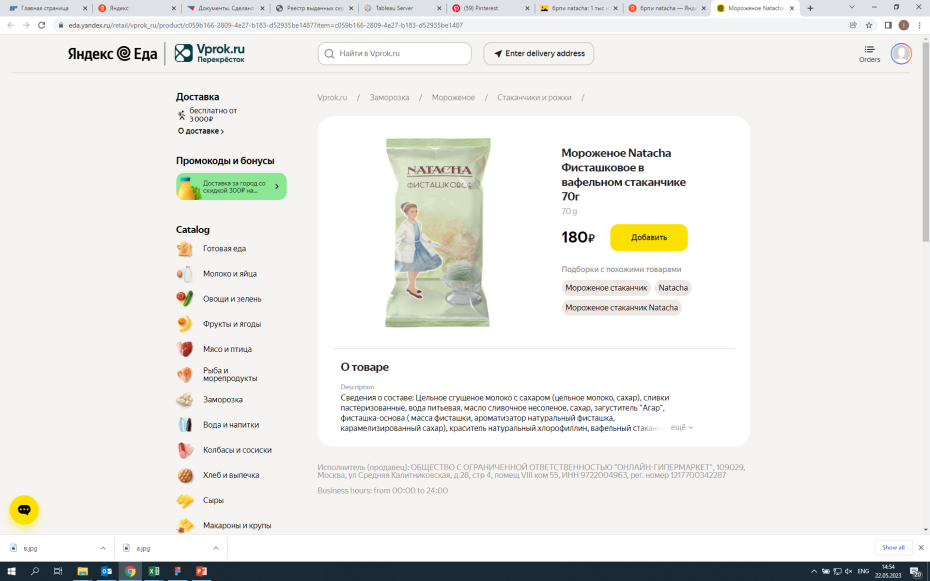 Главная страница
Яндекс
Документы: Сделано
Реестр выданных сер
Tableau Server
(59) Pinterest
бурпи natacha: 1 тыс и
бурпи natacha — Янд
Мороженое Natacha
eda.yandex.ru/retail/vprok_ru/product/c059b166-2809-4e27-b183-d52935be1487?item=c059b166-2809-4e27-b183-d52935be1487
Яндекс Еда
Vprok.ru
Перекрёсток
Найти в Vprok.ru
Enter delivery address
Orders
Доставка
бесплатно от
3 000₽
О доставке
Промокоды и бонусы
Доставка за город со
скидкой 300₽ на...
Catalog
Готовая еда
Молоко и яйца
Овощи и зелень
Фрукты и ягоды
Мясо и птица
Рыба и
морепродукты
Заморозка
Вода и напитки
Колбасы и сосиски
Хлеб и выпечка
Сыры
Макароны и крупы
Vprok.ru / Заморозка / Мороженое / Стаканчики и рожки /
NATACHA
ФИСТАШКОВОЕ
Мороженое Natacha
Фисташковое в
вафельном стаканчике
70г
70 g
180₽
Добавить
Подборки с похожими товарами
Мороженое стаканчик
Natacha
Мороженое стаканчик Natacha
О товаре
Description
Сведения о составе: Цельное сгущеное молоко с сахаром (цельное молоко, сахар), сливки
пастеризованные, вода питьевая, масло сливочное несоленое, сахар, загуститель "Агар",
фисташка-основа ( масса фисташки, ароматизатор натуральный фисташка,
карамелизированный сахар), краситель натуральный хлорофиллин, вафельный стакан
ещё
Исполнитель (продавец): ОБЩЕСТВО С ОГРАНИЧЕННОЙ ОТВЕТСТВЕННОСТЬЮ "ОНЛАЙН-ГИПЕРМАРКЕТ", 109029,
Москва, ул Средняя Калитниковская, д 28, стр 4, помещ VIII ком 55, ИНН 9722004963, рег. номер 1217700342287
Business hours: from 00:00 to 24:00
в.jpg
а.jpg
Show all
ENG
14:54
22.05.2023
20